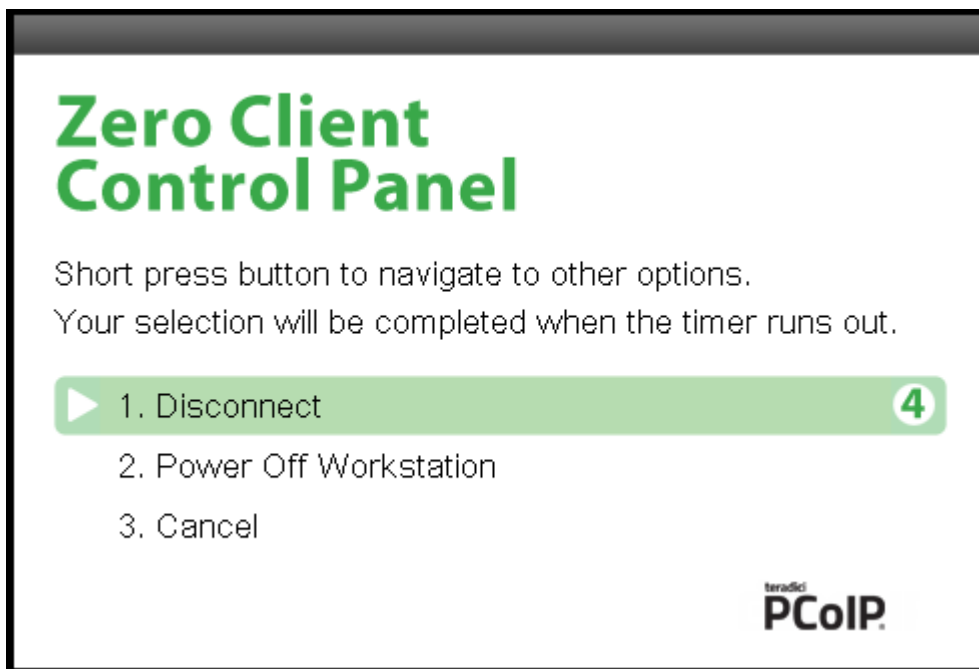 Zero Client
Control Panel
Short press button to navigate to other options.
Your selection will be completed when the timer runs out.
1. Disconnect 4
2. Power Off Workstation
3. Cancel
teradici
PCoIP®